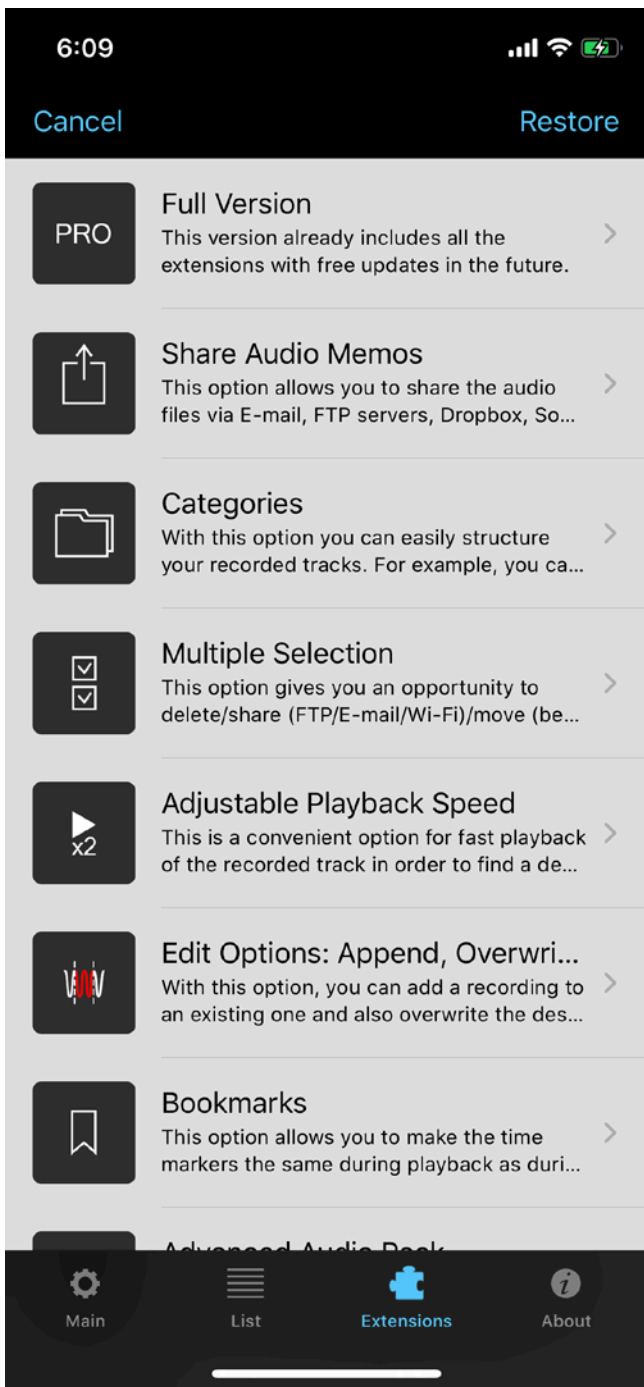 6:09
Cancel
Restore
PRO
Full Version
This version already includes all the
extensions with free updates in the future.
Share Audio Memos
This option allows you to share the audio
files via E-mail, FTP servers, Dropbox, So...
Categories
With this option you can easily structure
your recorded tracks. For example, you ca...
Multiple Selection
This option gives you an opportunity to
delete/share (FTP/E-mail/Wi-Fi)/move (be...
x2
Adjustable Playback Speed
This is a convenient option for fast playback
of the recorded track in order to find a de...
Edit Options: Append, Overwri...
With this option, you can add a recording to
an existing one and also overwrite the des...
Bookmarks
This option allows you to make the time
markers the same during playback as duri...
Advanced Audio Pack
Main
List
Extensions
About